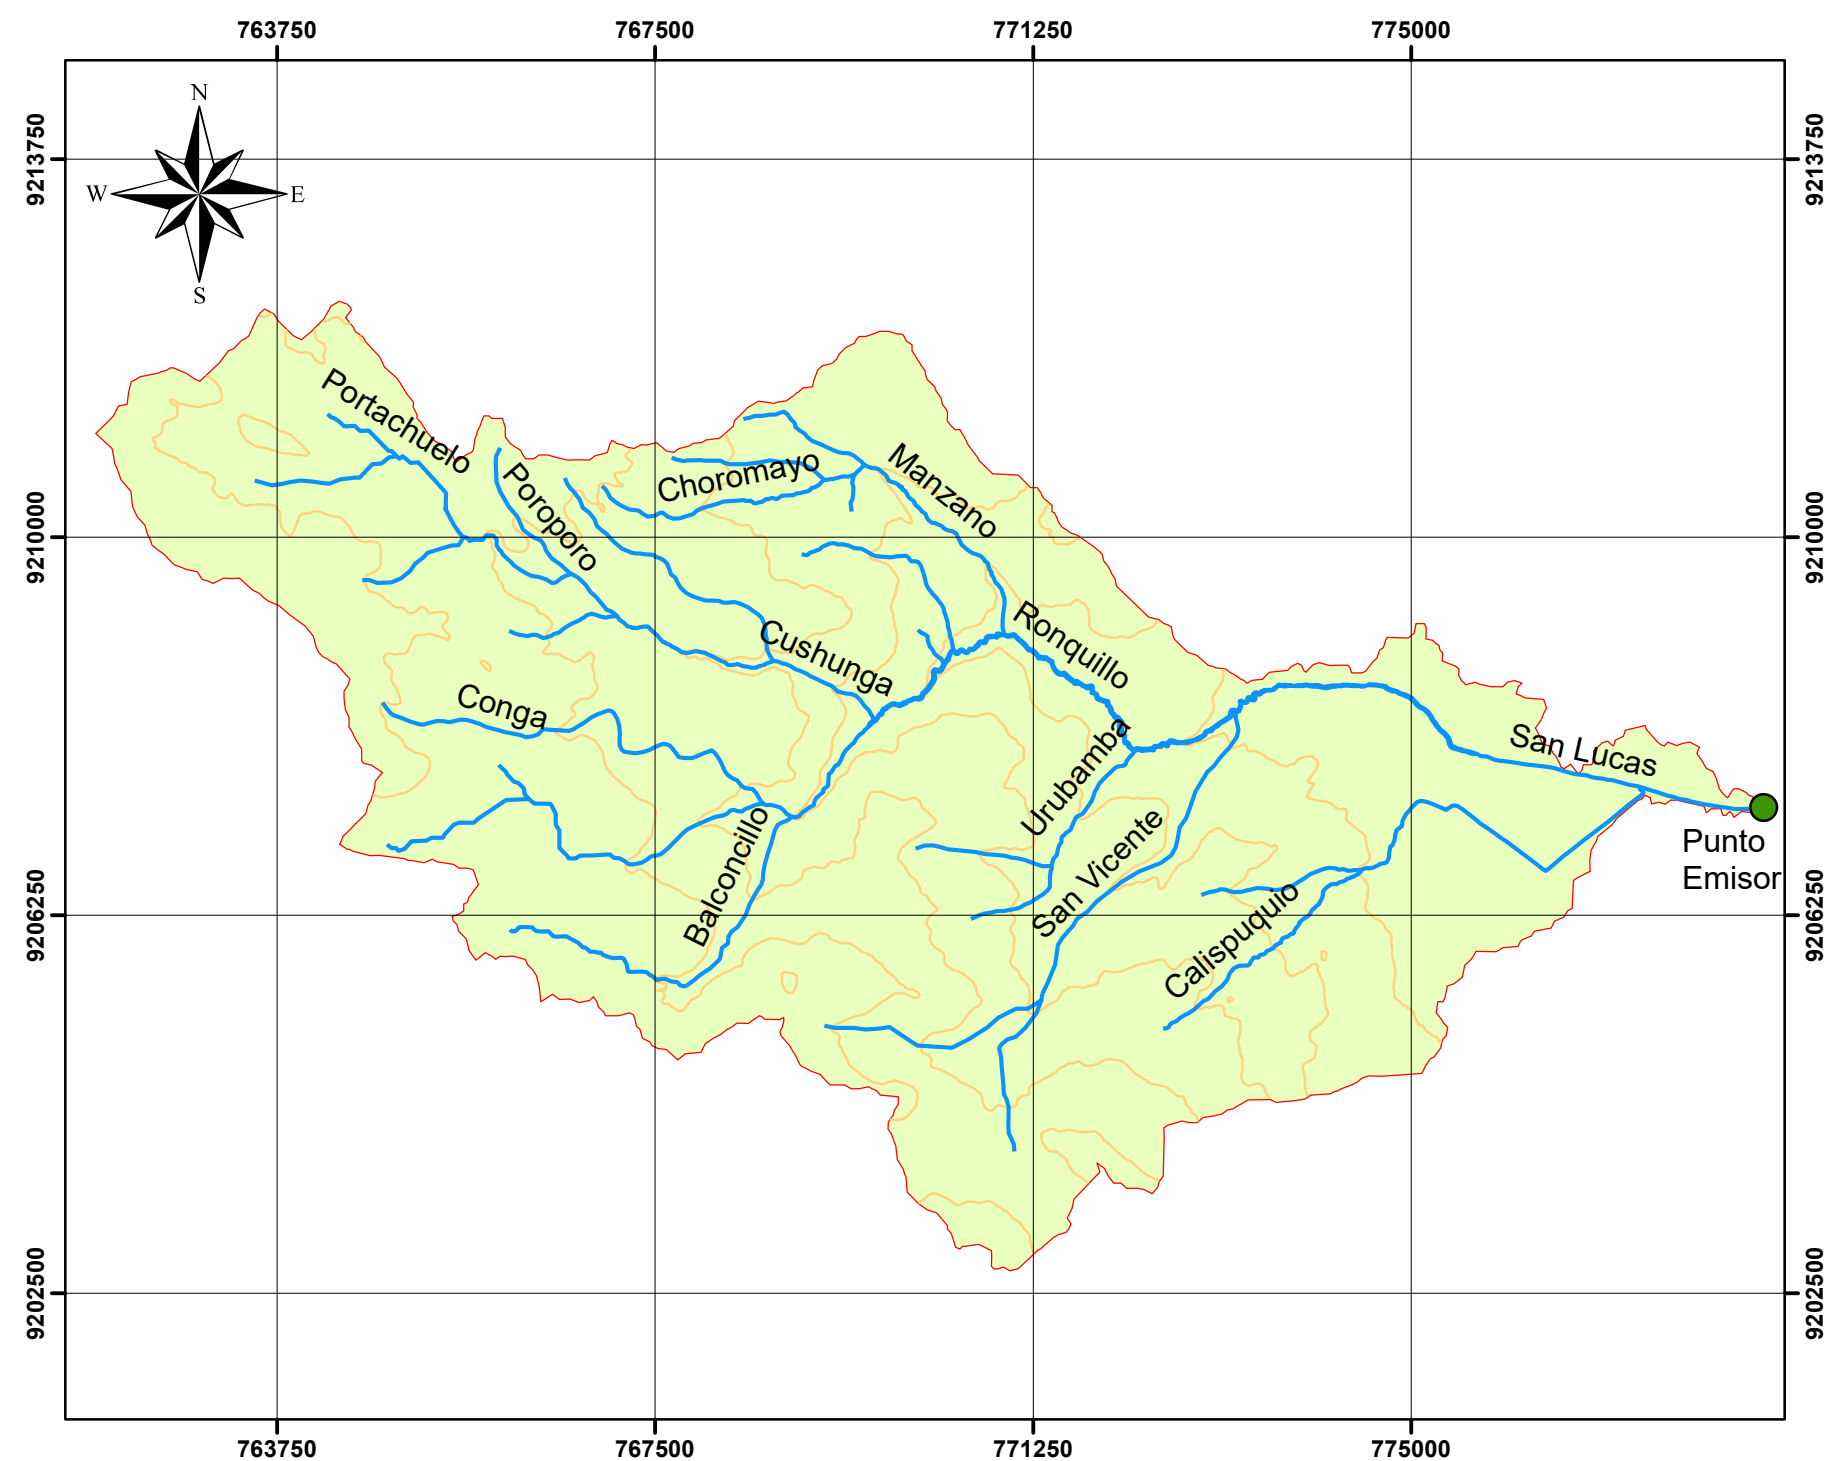 763750
767500
771250
775000
9213750
9213750
N
W
E
S
Portachuelo
Poroporo
Choromayo
Manzano
9210000
9210000
Ronquillo
Cushunga
Conga
Urubamba
San Lucas
San Vicente
Balconcillo
Punto
Emisor
Calispuquio
9206250
9206250
9202500
9202500
763750
767500
771250
775000